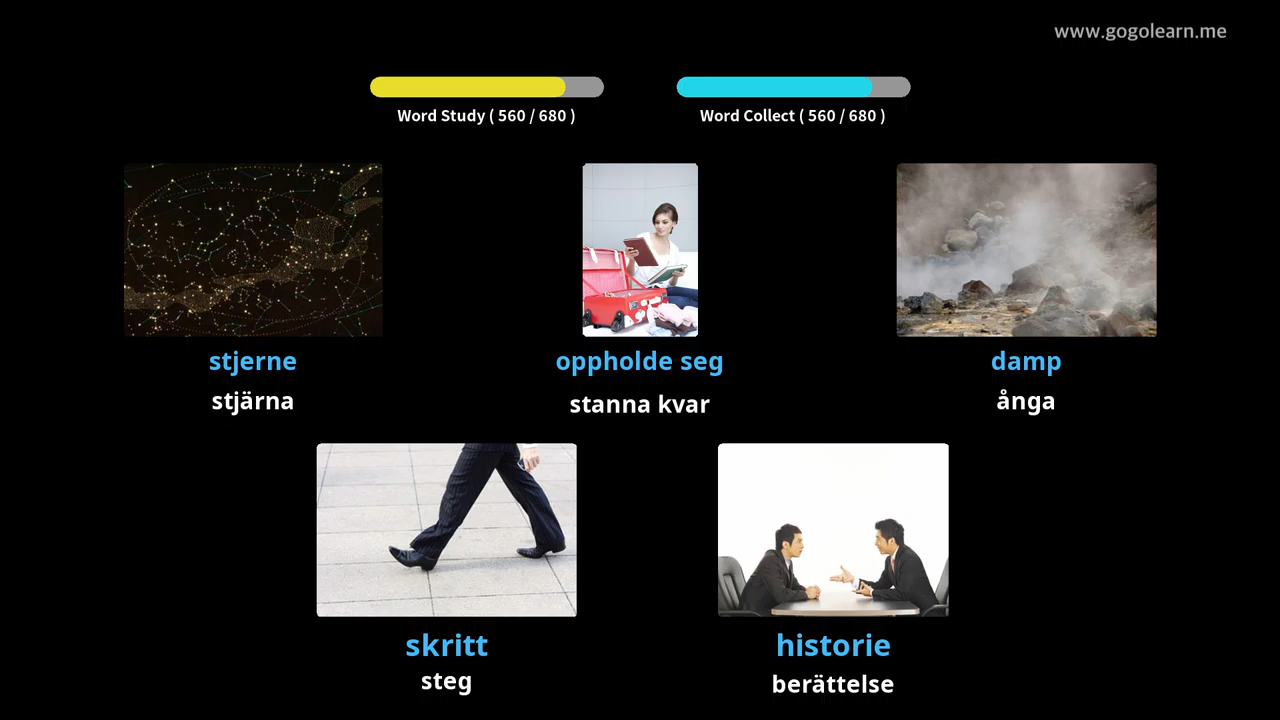 www.gogolearn.me
Word Study ( 560 / 680 )
Word Collect ( 560 / 680 )
stjerne
oppholde seg
damp
stjärna
stanna kvar
ånga
skritt
historie
steg
berättelse